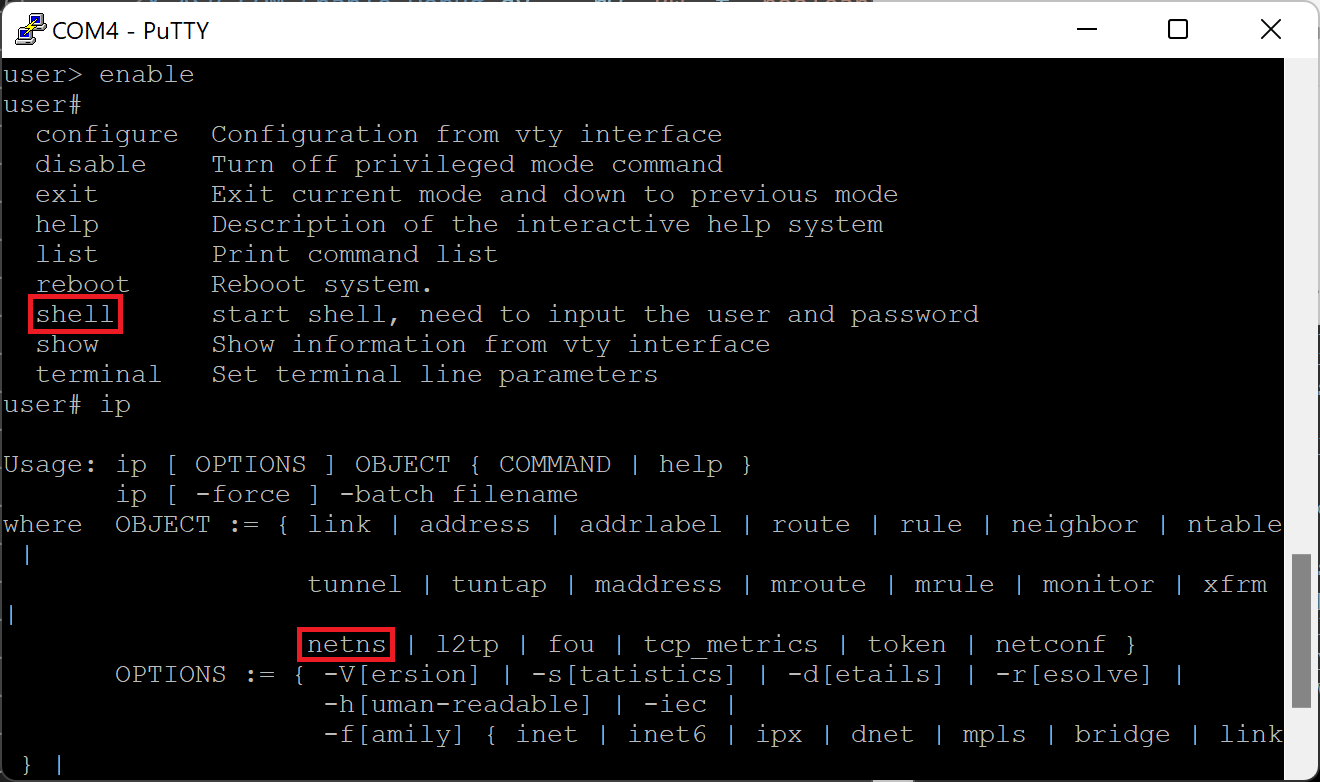 COM4 - PuTTY
user> enable
user#
  configure  Configuration from vty interface
  disable    Turn off privileged mode command
  exit       Exit current mode and down to previous mode
  help       Description of the interactive help system
  list       Print command list
  reboot     Reboot system.
  shell      start shell, need to input the user and password
  show       Show information from vty interface
  terminal   Set terminal line parameters
user# ip
Usage: ip [ OPTIONS ] OBJECT { COMMAND | help }
       ip [ -force ] -batch filename
where  OBJECT := { link | address | addrlabel | route | rule | neighbor | ntable
 |
                   tunnel | tuntap | maddress | mroute | mrule | monitor | xfrm
|
                   netns | l2tp | fou | tcp_metrics | token | netconf }
       OPTIONS := { -V[ersion] | -s[tatistics] | -d[etails] | -r[esolve] |
                    -h[uman-readable] | -iec |
                    -f[amily] { inet | inet6 | ipx | dnet | mpls | bridge | link
 } |